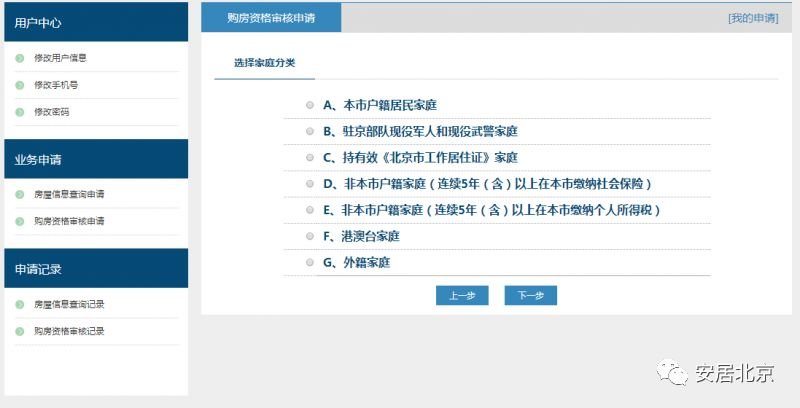 用户中心
修改用户信息
修改手机号
修改密码
业务申请
房屋信息查询申请
购房资格审核申请
申请记录
房屋信息查询记录
购房资格审核记录
购房资格审核申请
[我的申请]
选择家庭分类
A、本市户籍居民家庭
B、驻京部队现役军人和现役武警家庭
C、持有效《北京市工作居住证》家庭
D、非本市户籍家庭（连续5年（含）以上在本市缴纳社会保险）
E、非本市户籍家庭（连续5年（含）以上在本市缴纳个人所得税）
F、港澳台家庭
G、外籍家庭
上一步
下一步
安居北京